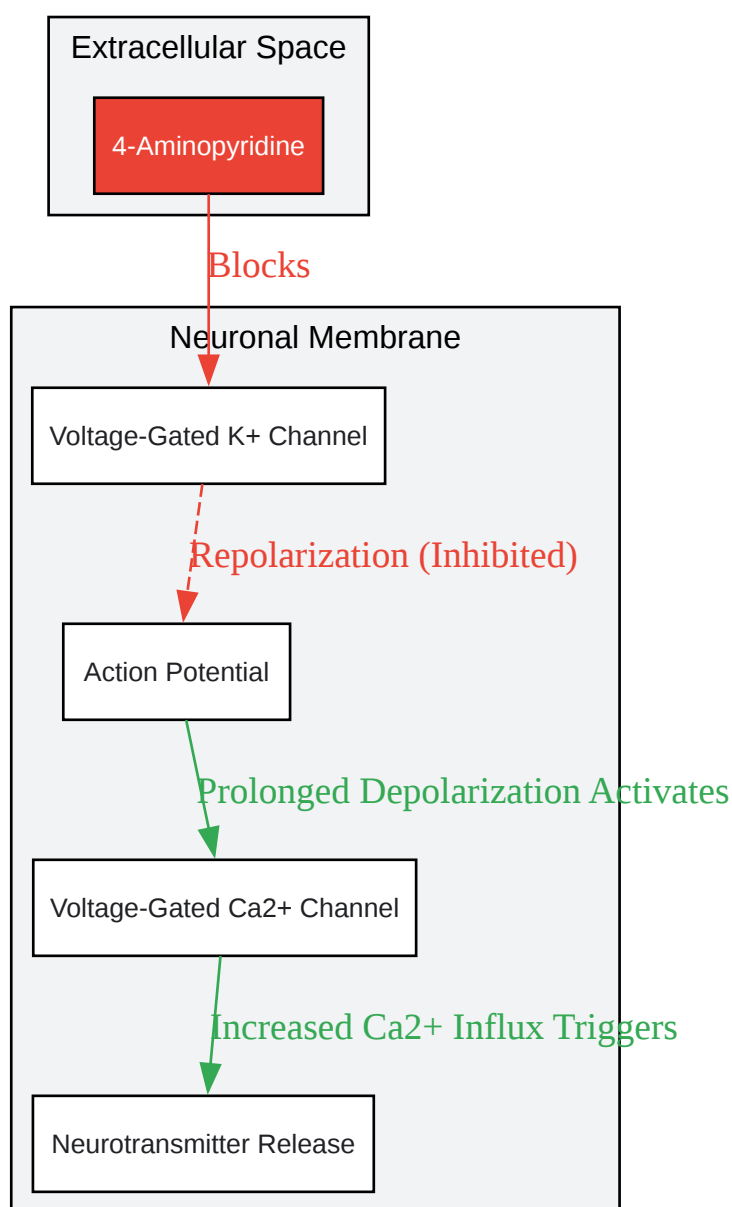 Extracellular Space
4-Aminopyridine
Blocks
Neuronal Membrane
Voltage-Gated K+ Channel
Repolarization (Inhibited)
Action Potential
Prolonged Depolarization Activates
Voltage-Gated Ca2+ Channel
Increased Ca2+ Influx Triggers
Neurotransmitter Release